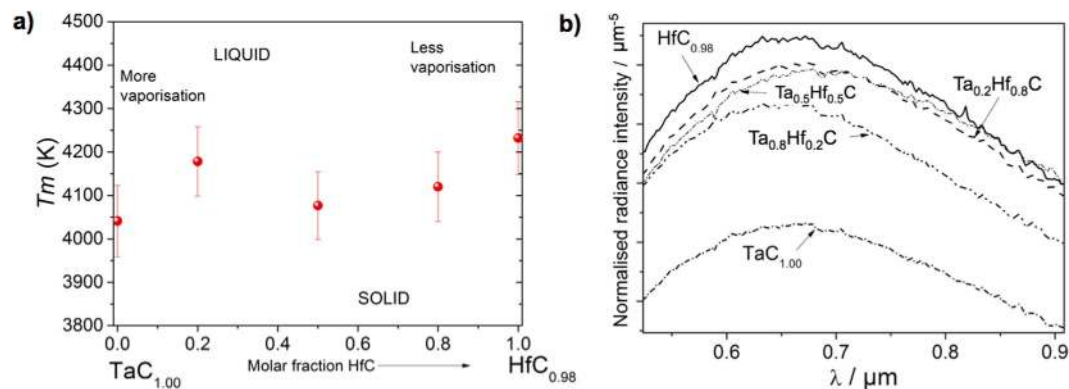 a)
4500
4400
4300
4200
4100
4000
3900
3800
Tm (K)
LIQUID
More
vaporisation
Less
vaporisation
SOLID
0.0 0.2 0.4 0.6 0.8 1.0
Molar fraction HfC
TaC1.00
HfC0.98
b)
Normalised radiance intensity / μm-5
HfC0.98
Ta0.2Hf0.8C
Ta0.5Hf0.5C
Ta0.8Hf0.2C
TaC1.00
0.6 0.7 0.8 0.9
λ / μm